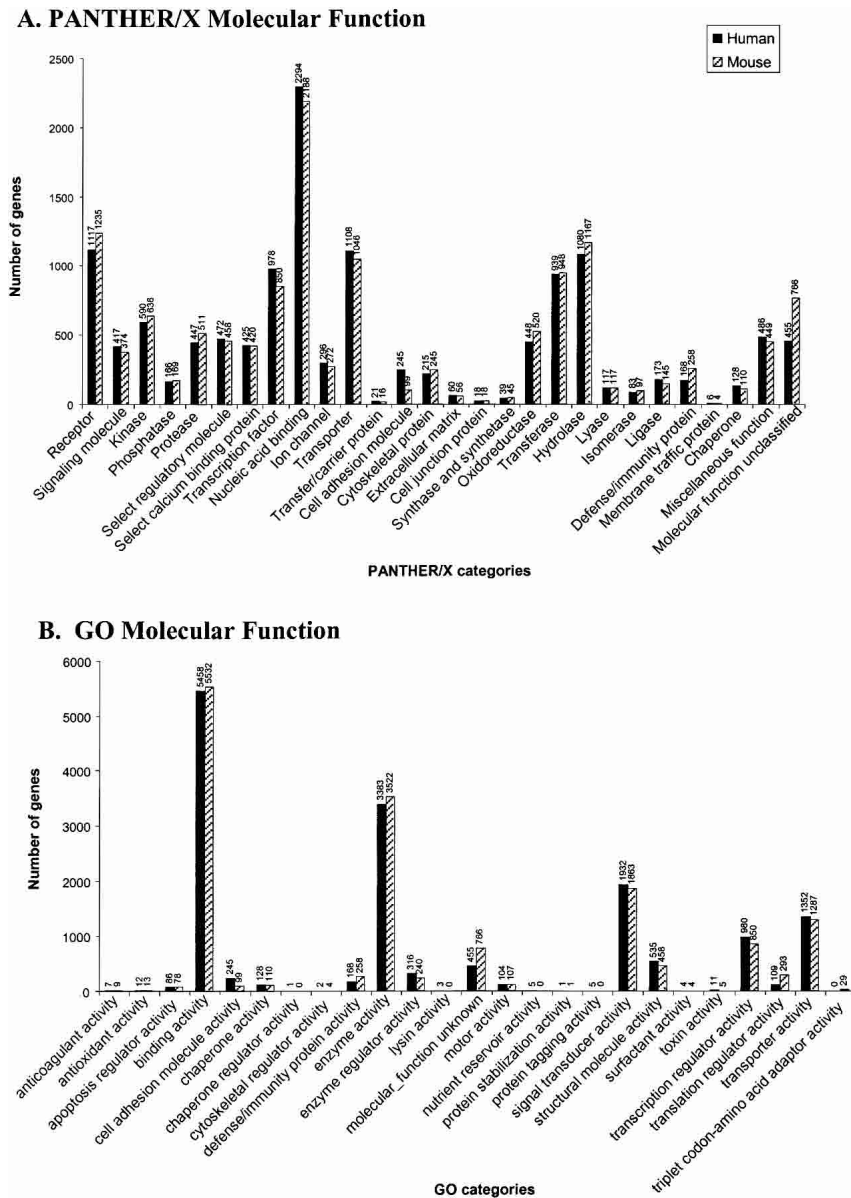 A. PANTHER/X Molecular Function
Human
Mouse
Number of genes
2500
2000
1500
1000
500
0
1117 1235
417 374
590 636
166 169
447 511
472 458
425 420
978 850
2294 2188
296 272
1108 1046
21 16
245 99
215 245
60 56
18 18
39 45
448 520
939 948
1080 1167
117 117
83 97
173 145
168 258
6 4
128 110
486 449
455 766
Receptor
Signaling molecule
Kinase
Phosphatase
Protease
Select regulatory molecule
Select calcium binding protein
Transcription factor
Nucleic acid binding
Ion channel
Transporter
Transfer/carrier protein
Cell adhesion molecule
Cytoskeletal protein
Extracellular matrix
Cell junction protein
Synthase and synthetase
Oxidoreductase
Transferase
Hydrolase
Lyase
Isomerase
Ligase
Defense/immunity protein
Membrane traffic protein
Chaperone
Miscellaneous function
Molecular function unclassified
PANTHER/X categories
B. GO Molecular Function
Number of genes
6000
5000
4000
3000
2000
1000
0
7 9
12 13
86 78
5458 5532
245 99
128 110
1 0
2 4
168 258
3383 3522
316 240
3 0
455 766
104 107
5 0
1 1
5 0
1932 1863
535 458
4 4
11 5
980 850
109 293
1352 1287
0 29
anticoagulant activity
antioxidant activity
apoptosis regulator activity
binding activity
cell adhesion molecule activity
chaperone activity
chaperone regulator activity
cytoskeletal regulator activity
defense/immunity protein activity
enzyme activity
enzyme regulator activity
lysin activity
molecular_function unknown
motor activity
nutrient reservoir activity
protein stabilization activity
protein tagging activity
signal transducer activity
structural molecule activity
surfactant activity
toxin activity
transcription regulator activity
translation regulator activity
transporter activity
triplet codon-amino acid adaptor activity
GO categories